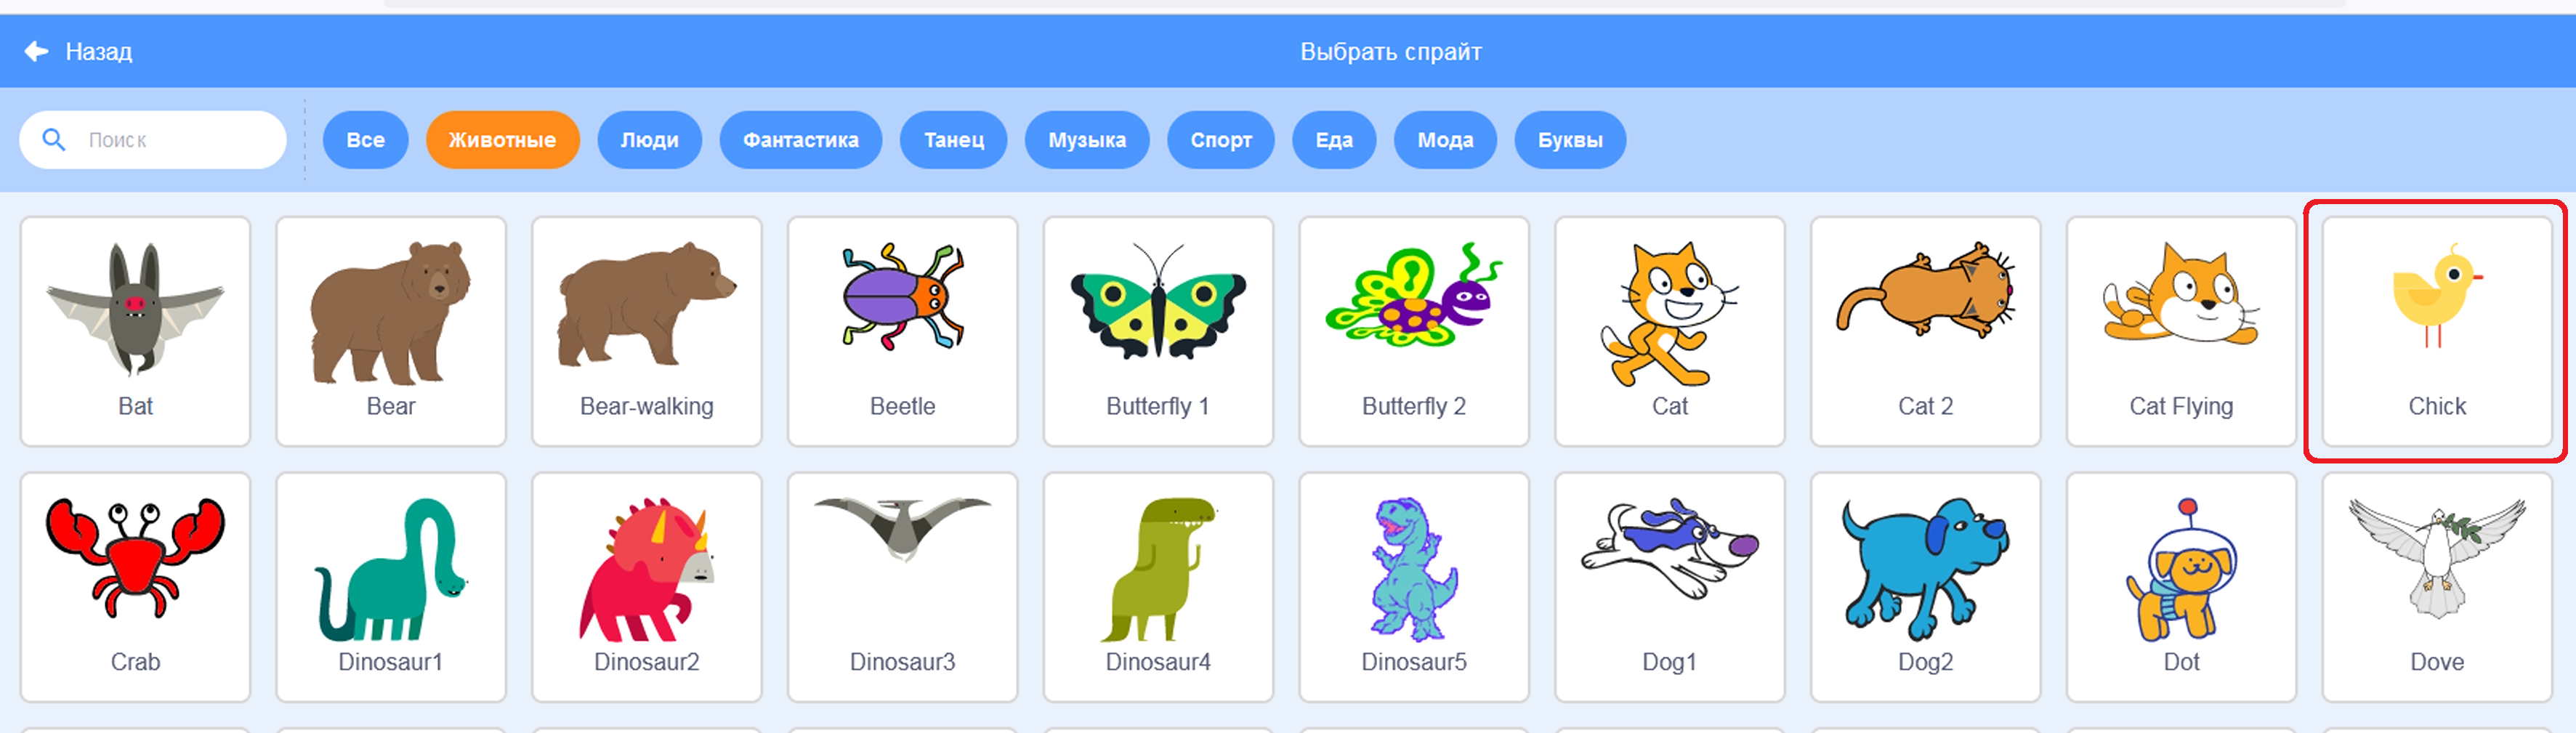 Назад
Выбрать спрайт
Поиск
Все Животные Люди Фантастика Танец Музыка Спорт Еда Мода Буквы
Bat Bear Bear-walking Beetle Butterfly 1 Butterfly 2 Cat Cat 2 Cat Flying Chick
Crab Dinosaur1 Dinosaur2 Dinosaur3 Dinosaur4 Dinosaur5 Dog1 Dog2 Dot Dove